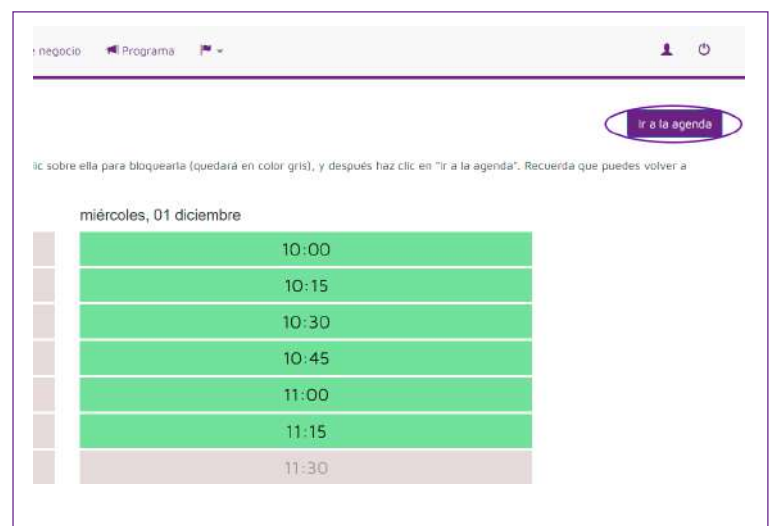 negocio Programa
Ir a la agenda
lic sobre ella para bloquearla (quedará en color gris), y después haz clic en "Ir a la agenda". Recuerda que puedes volver a
miércoles, 01 diciembre
10:00
10:15
10:30
10:45
11:00
11:15
11:30